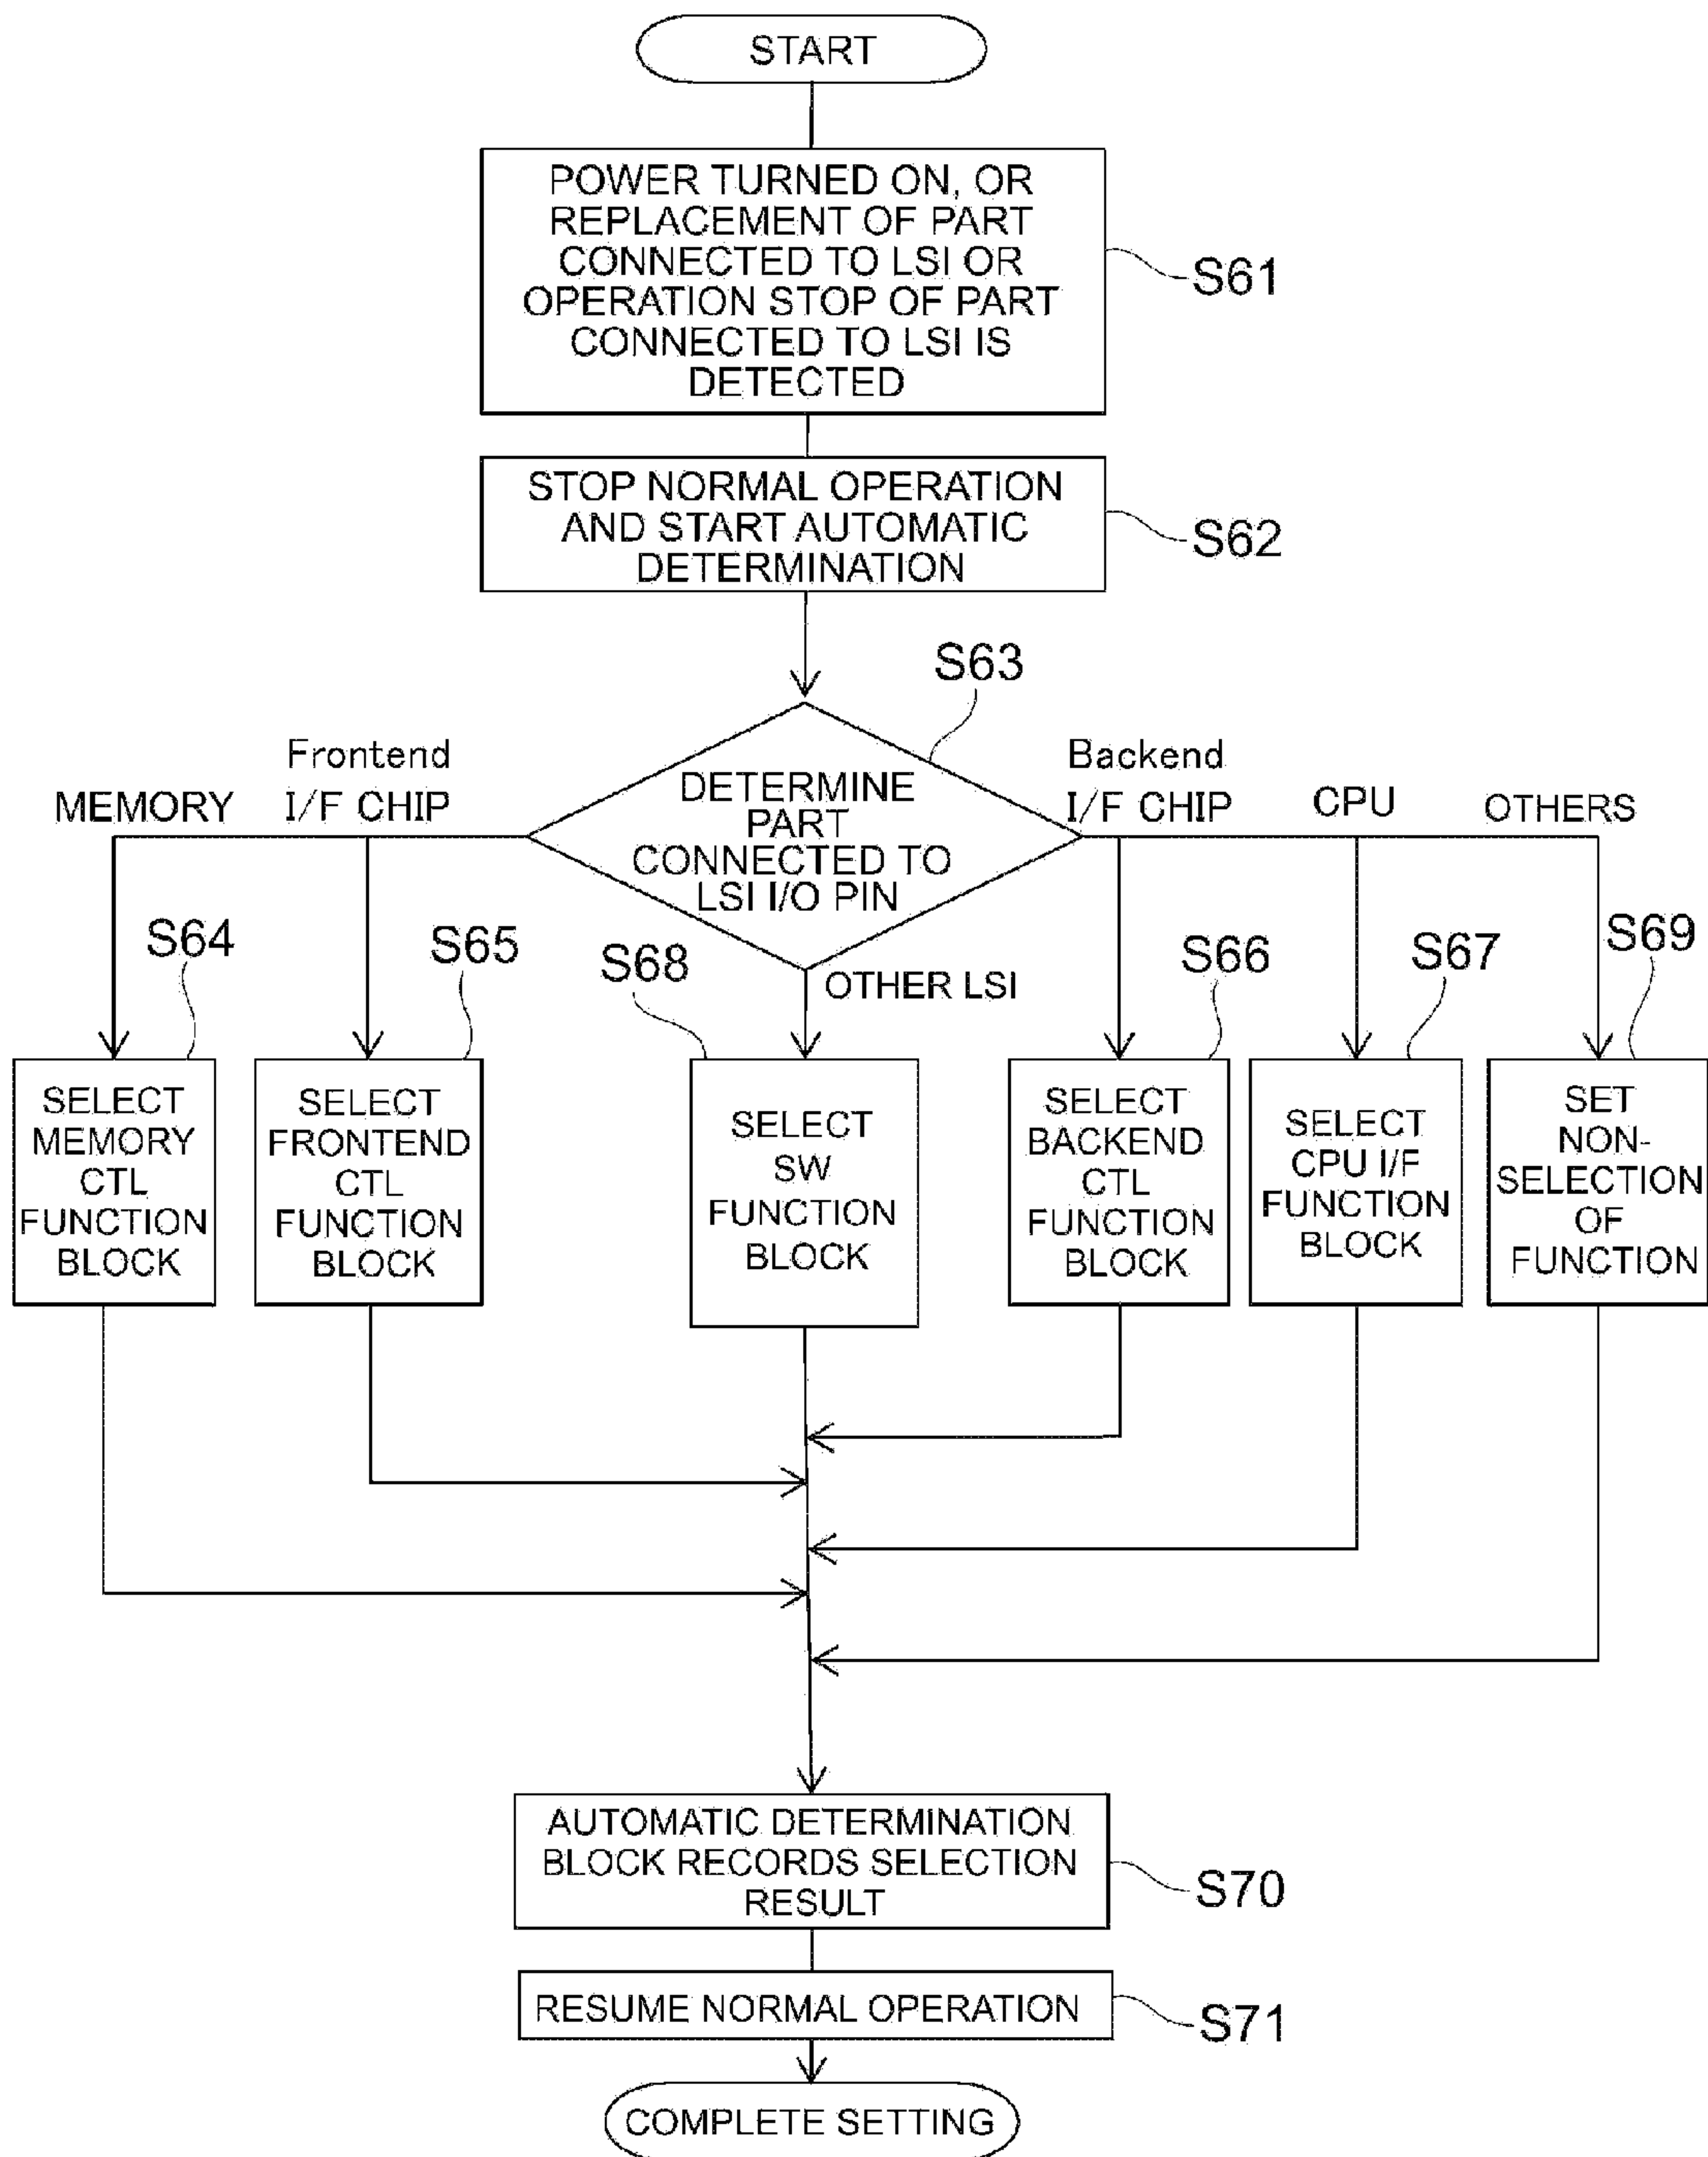 START
POWER TURNED ON, OR
REPLACEMENT OF PART
CONNECTED TO LSI OR
OPERATION STOP OF PART
CONNECTED TO LSI IS
DETECTED
S61
STOP NORMAL OPERATION
AND START AUTOMATIC
DETERMINATION
S62
S63
DETERMINE
PART
CONNECTED TO
LSI I/O PIN
MEMORY
Frontend
I/F CHIP
Backend
I/F CHIP
CPU
OTHERS
OTHER LSI
S64
SELECT
MEMORY
CTL
FUNCTION
BLOCK
S65
SELECT
FRONTEND
CTL
FUNCTION
BLOCK
S68
SELECT
SW
FUNCTION
BLOCK
S66
SELECT
BACKEND
CTL
FUNCTION
BLOCK
S67
SELECT
CPU I/F
FUNCTION
BLOCK
S69
SET
NON-
SELECTION
OF
FUNCTION
AUTOMATIC DETERMINATION
BLOCK RECORDS SELECTION
RESULT
S70
RESUME NORMAL OPERATION
S71
COMPLETE SETTING